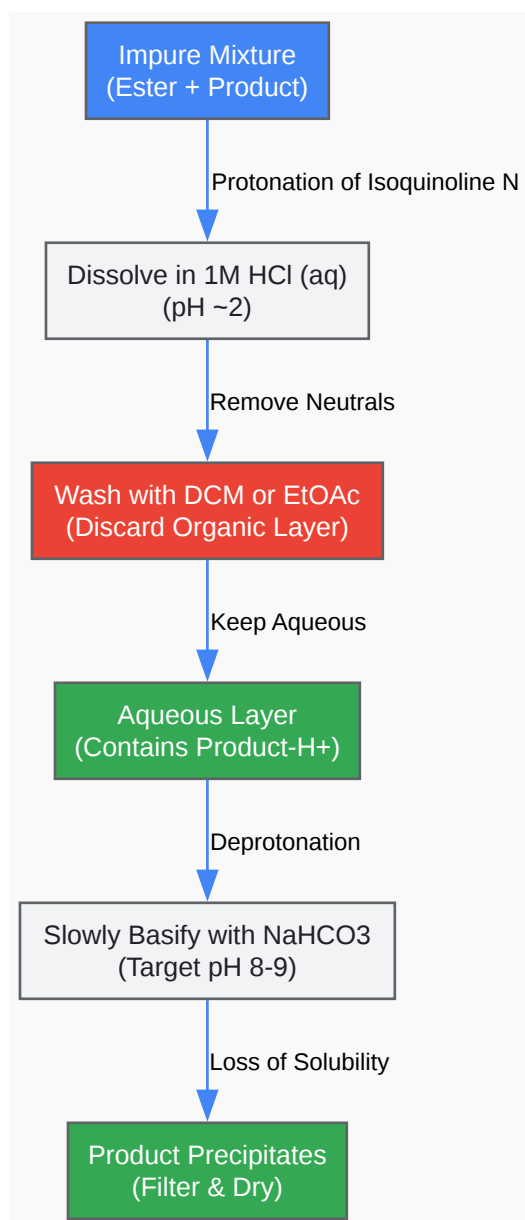 Impure Mixture
(Ester + Product)
Protonation of Isoquinoline N
Dissolve in 1M HCl (aq)
(pH ~2)
Remove Neutrals
Wash with DCM or EtOAc
(Discard Organic Layer)
Keep Aqueous
Aqueous Layer
(Contains Product-H+)
Deprotonation
Slowly Basify with NaHCO3
(Target pH 8-9)
Loss of Solubility
Product Precipitates
(Filter & Dry)